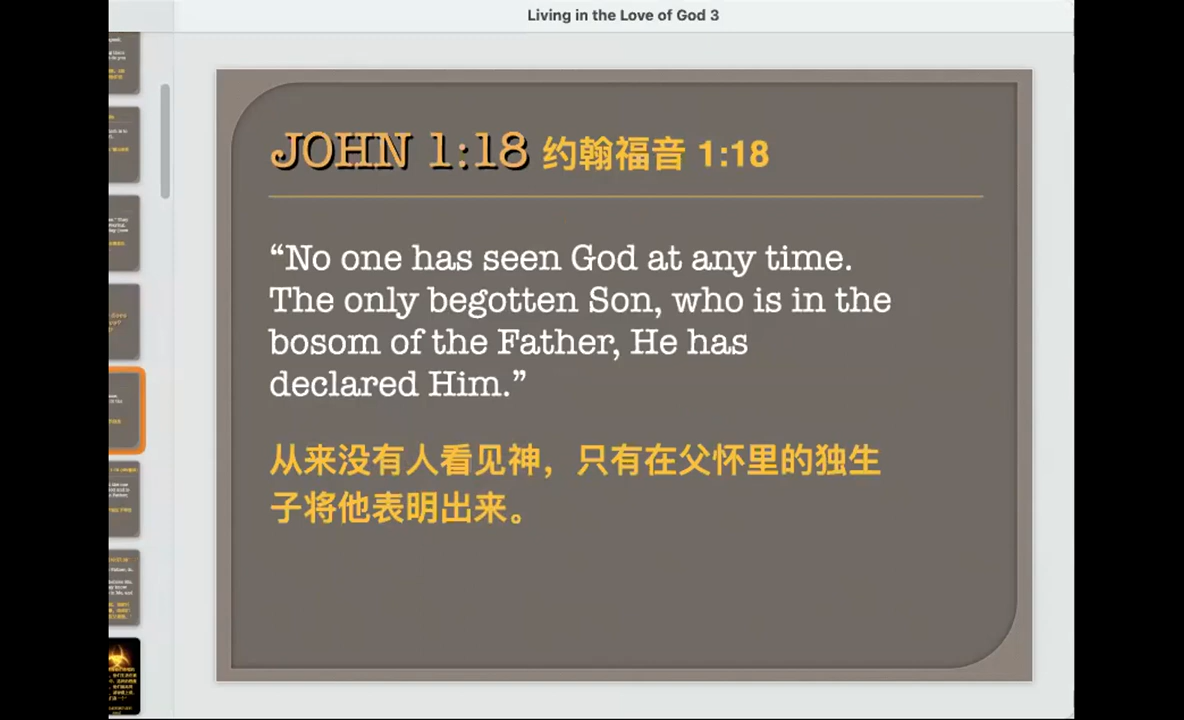 Living in the Love of God 3
JOHN 1:18 约翰福音 1:18
“No one has seen God at any time.
The only begotten Son, who is in the
bosom of the Father, He has
declared Him.”
从来没有人看见神，只有在父怀里的独生
子将他表明出来。